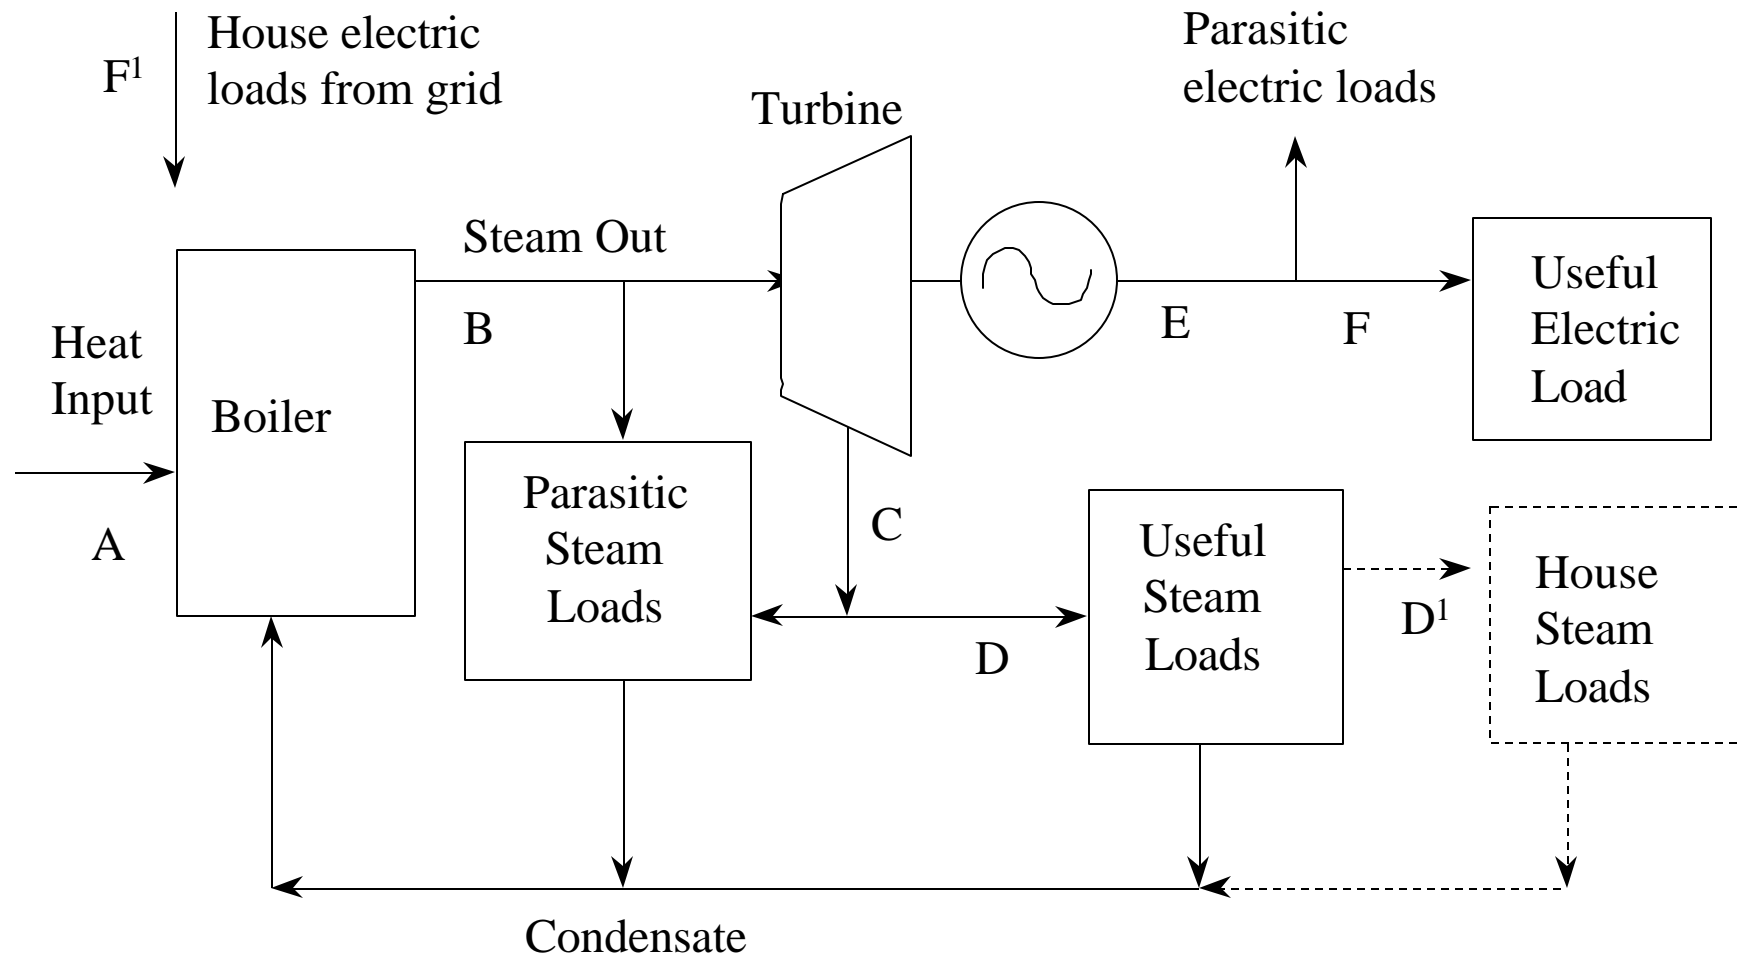 House electric
loads from grid
F¹
Parasitic
electric loads
Turbine
Steam Out
B
E
F
Useful
Electric
Load
Heat
Input
A
Boiler
Parasitic
Steam
Loads
C
D
Useful
Steam
Loads
D¹
House
Steam
Loads
Condensate